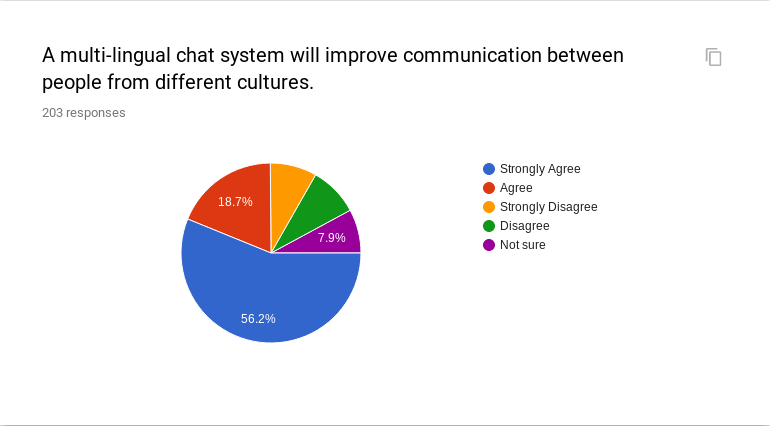 A multi-lingual chat system will improve communication between
people from different cultures.
203 responses
Strongly Agree
Agree
Strongly Disagree
Disagree
Not sure
18.7%
7.9%
56.2%